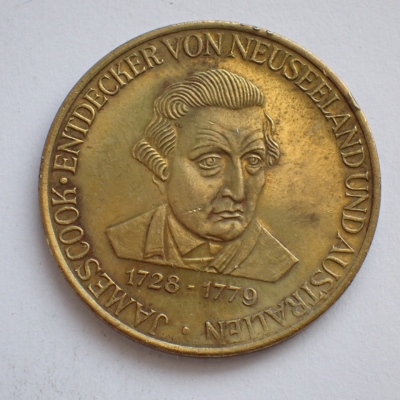 JAMES COOK · ENTDECKER VON NEUSEELAND UND AUSTRALIEN ·
1728 - 1779